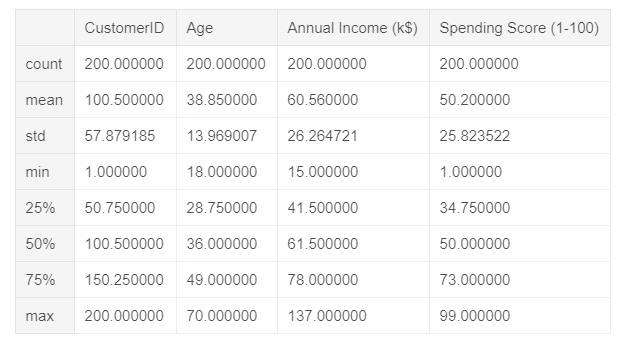 CustomerID Age Annual Income (k$) Spending Score (1-100)
count 200.000000 200.000000 200.000000 200.000000
mean 100.500000 38.850000 60.560000 50.200000
std 57.879185 13.969007 26.264721 25.823522
min 1.000000 18.000000 15.000000 1.000000
25% 50.750000 28.750000 41.500000 34.750000
50% 100.500000 36.000000 61.500000 50.000000
75% 150.250000 49.000000 78.000000 73.000000
max 200.000000 70.000000 137.000000 99.000000